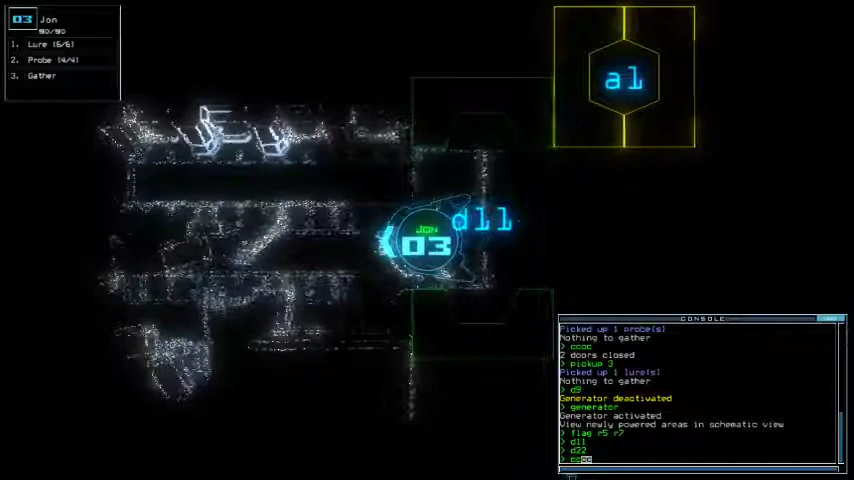 03 Jon
90/90
1. Lure (6/6)
2. Probe (4/4)
3. Gather
a1
d11
JON
03
CONSOLE
Picked up 1 probe(s)
Nothing to gather
> cooc
2 doors closed
> pickup 3
Picked up 1 lure(s)
Nothing to gather
> d9
Generator deactivated
> generator
Generator activated
View newly powered areas in schematic view
> flag r5 r7
> d11
> d22